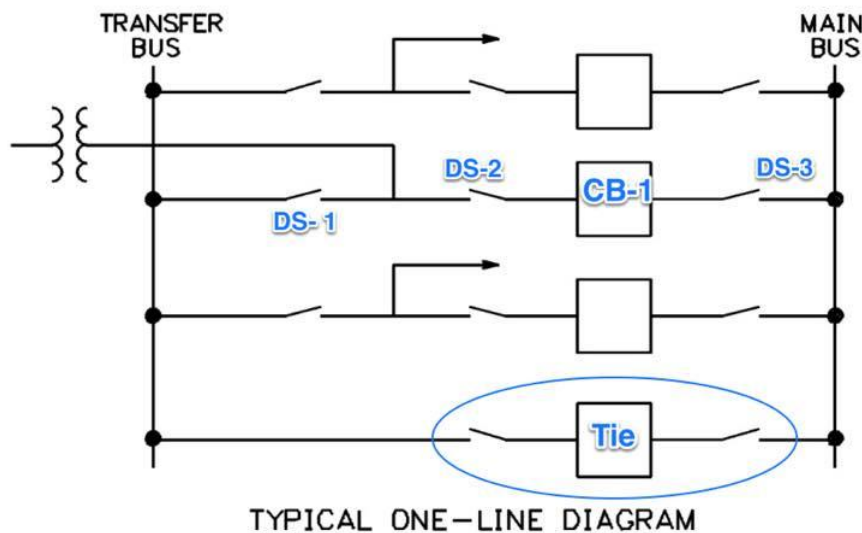 TRANSFER
BUS
MAIN
BUS
DS-2
DS-3
CB-1
DS- 1
Tie
TYPICAL ONE-LINE DIAGRAM